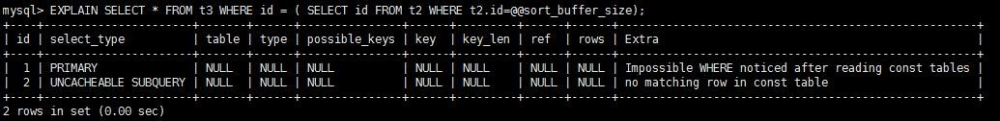 mysql> EXPLAIN SELECT * FROM t3 WHERE id = ( SELECT id FROM t2 WHERE t2.id=@@sort_buffer_size);
+----+----------------------+-------+------+---------------+------+---------+------+------+-----------------------------------------------------+
| id | select_type          | table | type | possible_keys | key  | key_len | ref  | rows | Extra                                               |
+----+----------------------+-------+------+---------------+------+---------+------+------+-----------------------------------------------------+
|  1 | PRIMARY              | NULL  | NULL | NULL          | NULL | NULL    | NULL | NULL | Impossible WHERE noticed after reading const tables |
|  2 | UNCACHEABLE SUBQUERY | NULL  | NULL | NULL          | NULL | NULL    | NULL | NULL | no matching row in const table                      |
+----+----------------------+-------+------+---------------+------+---------+------+------+-----------------------------------------------------+
2 rows in set (0.00 sec)